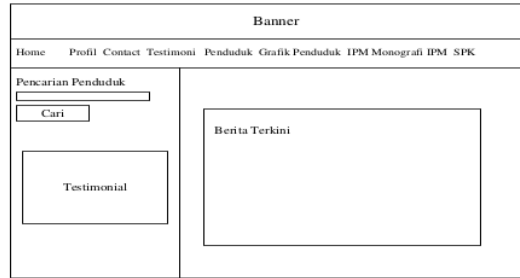 Banner
Home Profil Contact Testimoni Penduduk Grafik Penduduk IPM Monografi IPM SPK
Pencarian Penduduk
Cari
Testimonial
Berita Terkini